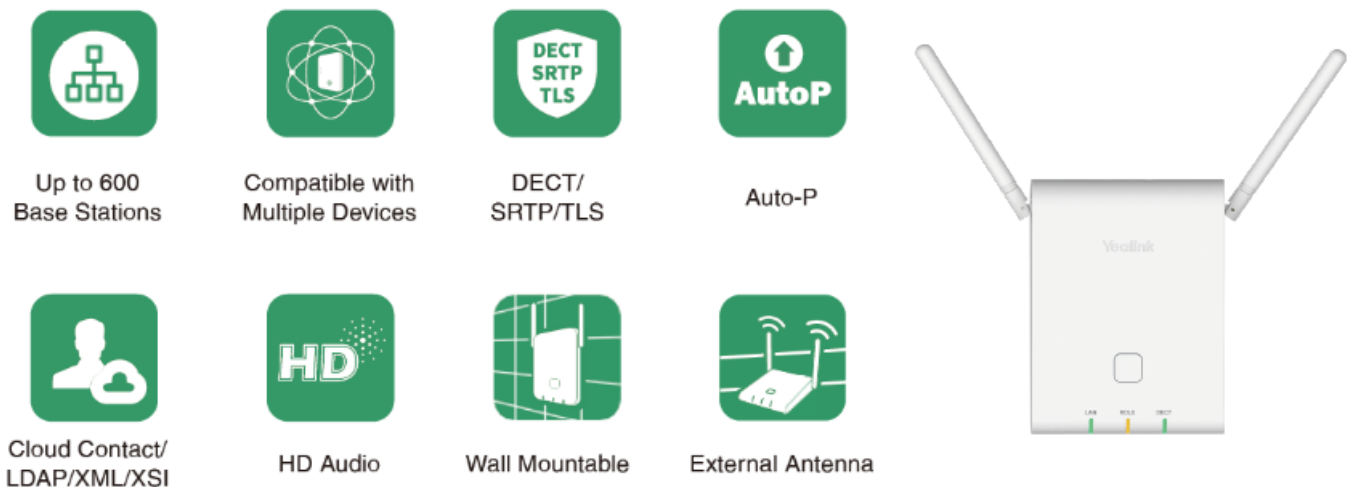 DECT
SRTP
TLS
AutoP
Up to 600
Base Stations
Compatible with
Multiple Devices
DECT/
SRTP/TLS
Auto-P
Yealink
LAN ROLE DECT
HD
Cloud Contact/
LDAP/XML/XSI
HD Audio
Wall Mountable
External Antenna